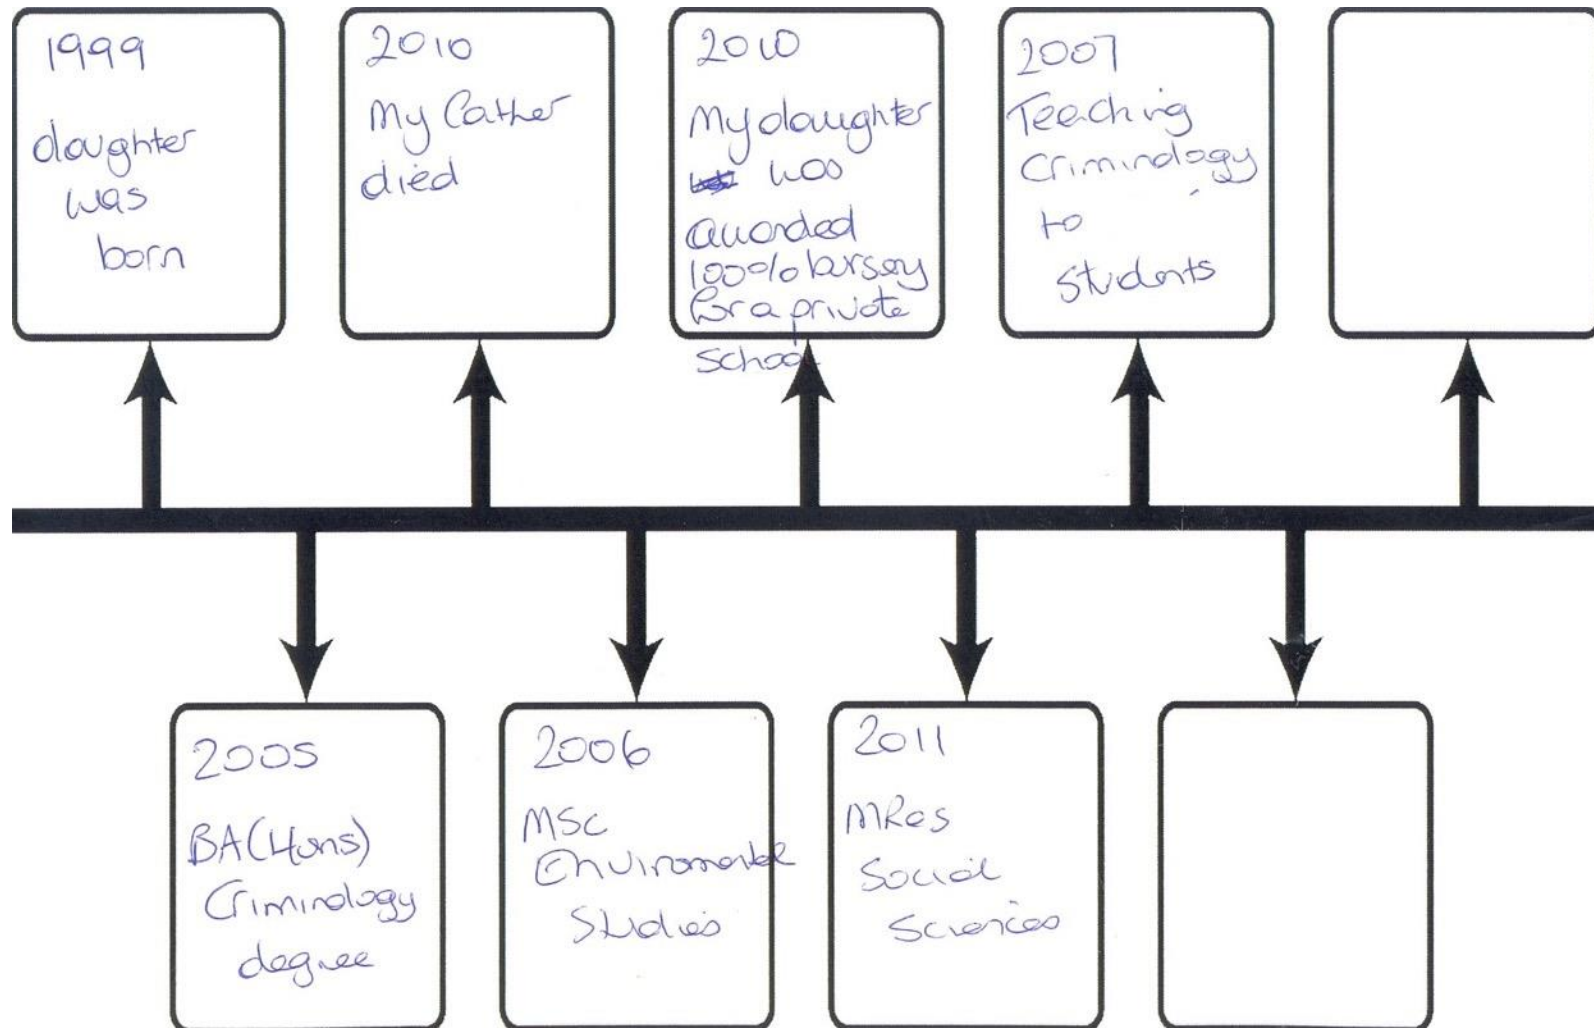 1999
daughter
was
born
2010
My father
died
2010
My daughter
was
awarded
100% bursary
for a private
school
2007
Teaching
Criminology
to
students
2005
BA(Hons)
Criminology
degree
2006
MSc
Enviromental
Studies
2011
MRes
Social
Sciences